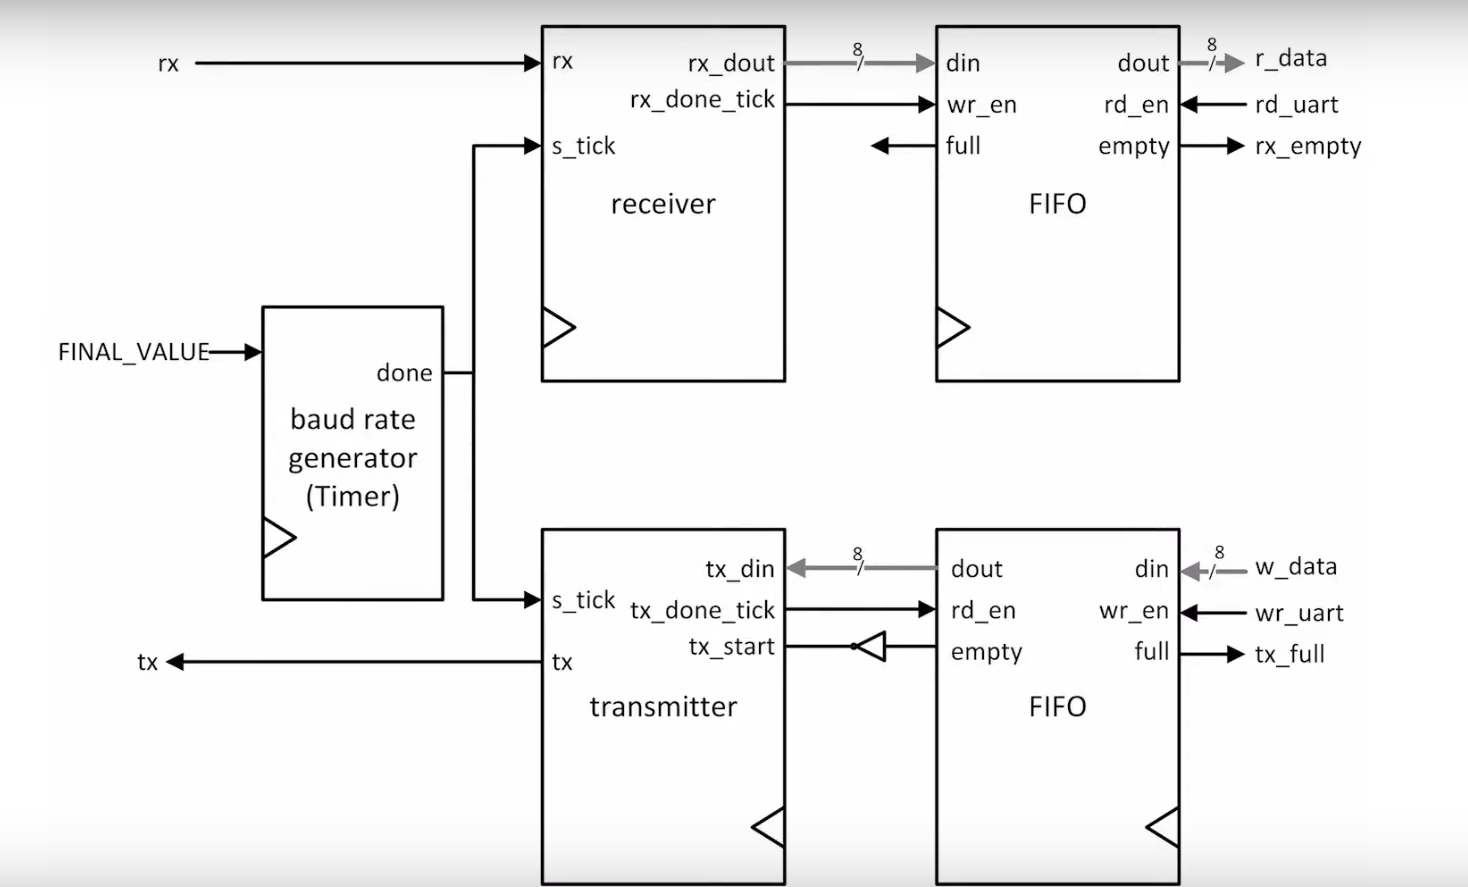 rx
rx
rx_dout
8
din
dout
8
r_data
rx_done_tick
wr_en
rd_en
rd_uart
s_tick
full
empty
rx_empty
receiver
FIFO
FINAL_VALUE
done
baud rate
generator
(Timer)
tx_din
8
dout
din
8
w_data
s_tick
tx_done_tick
rd_en
wr_en
wr_uart
tx_start
empty
full
tx_full
tx
tx
transmitter
FIFO